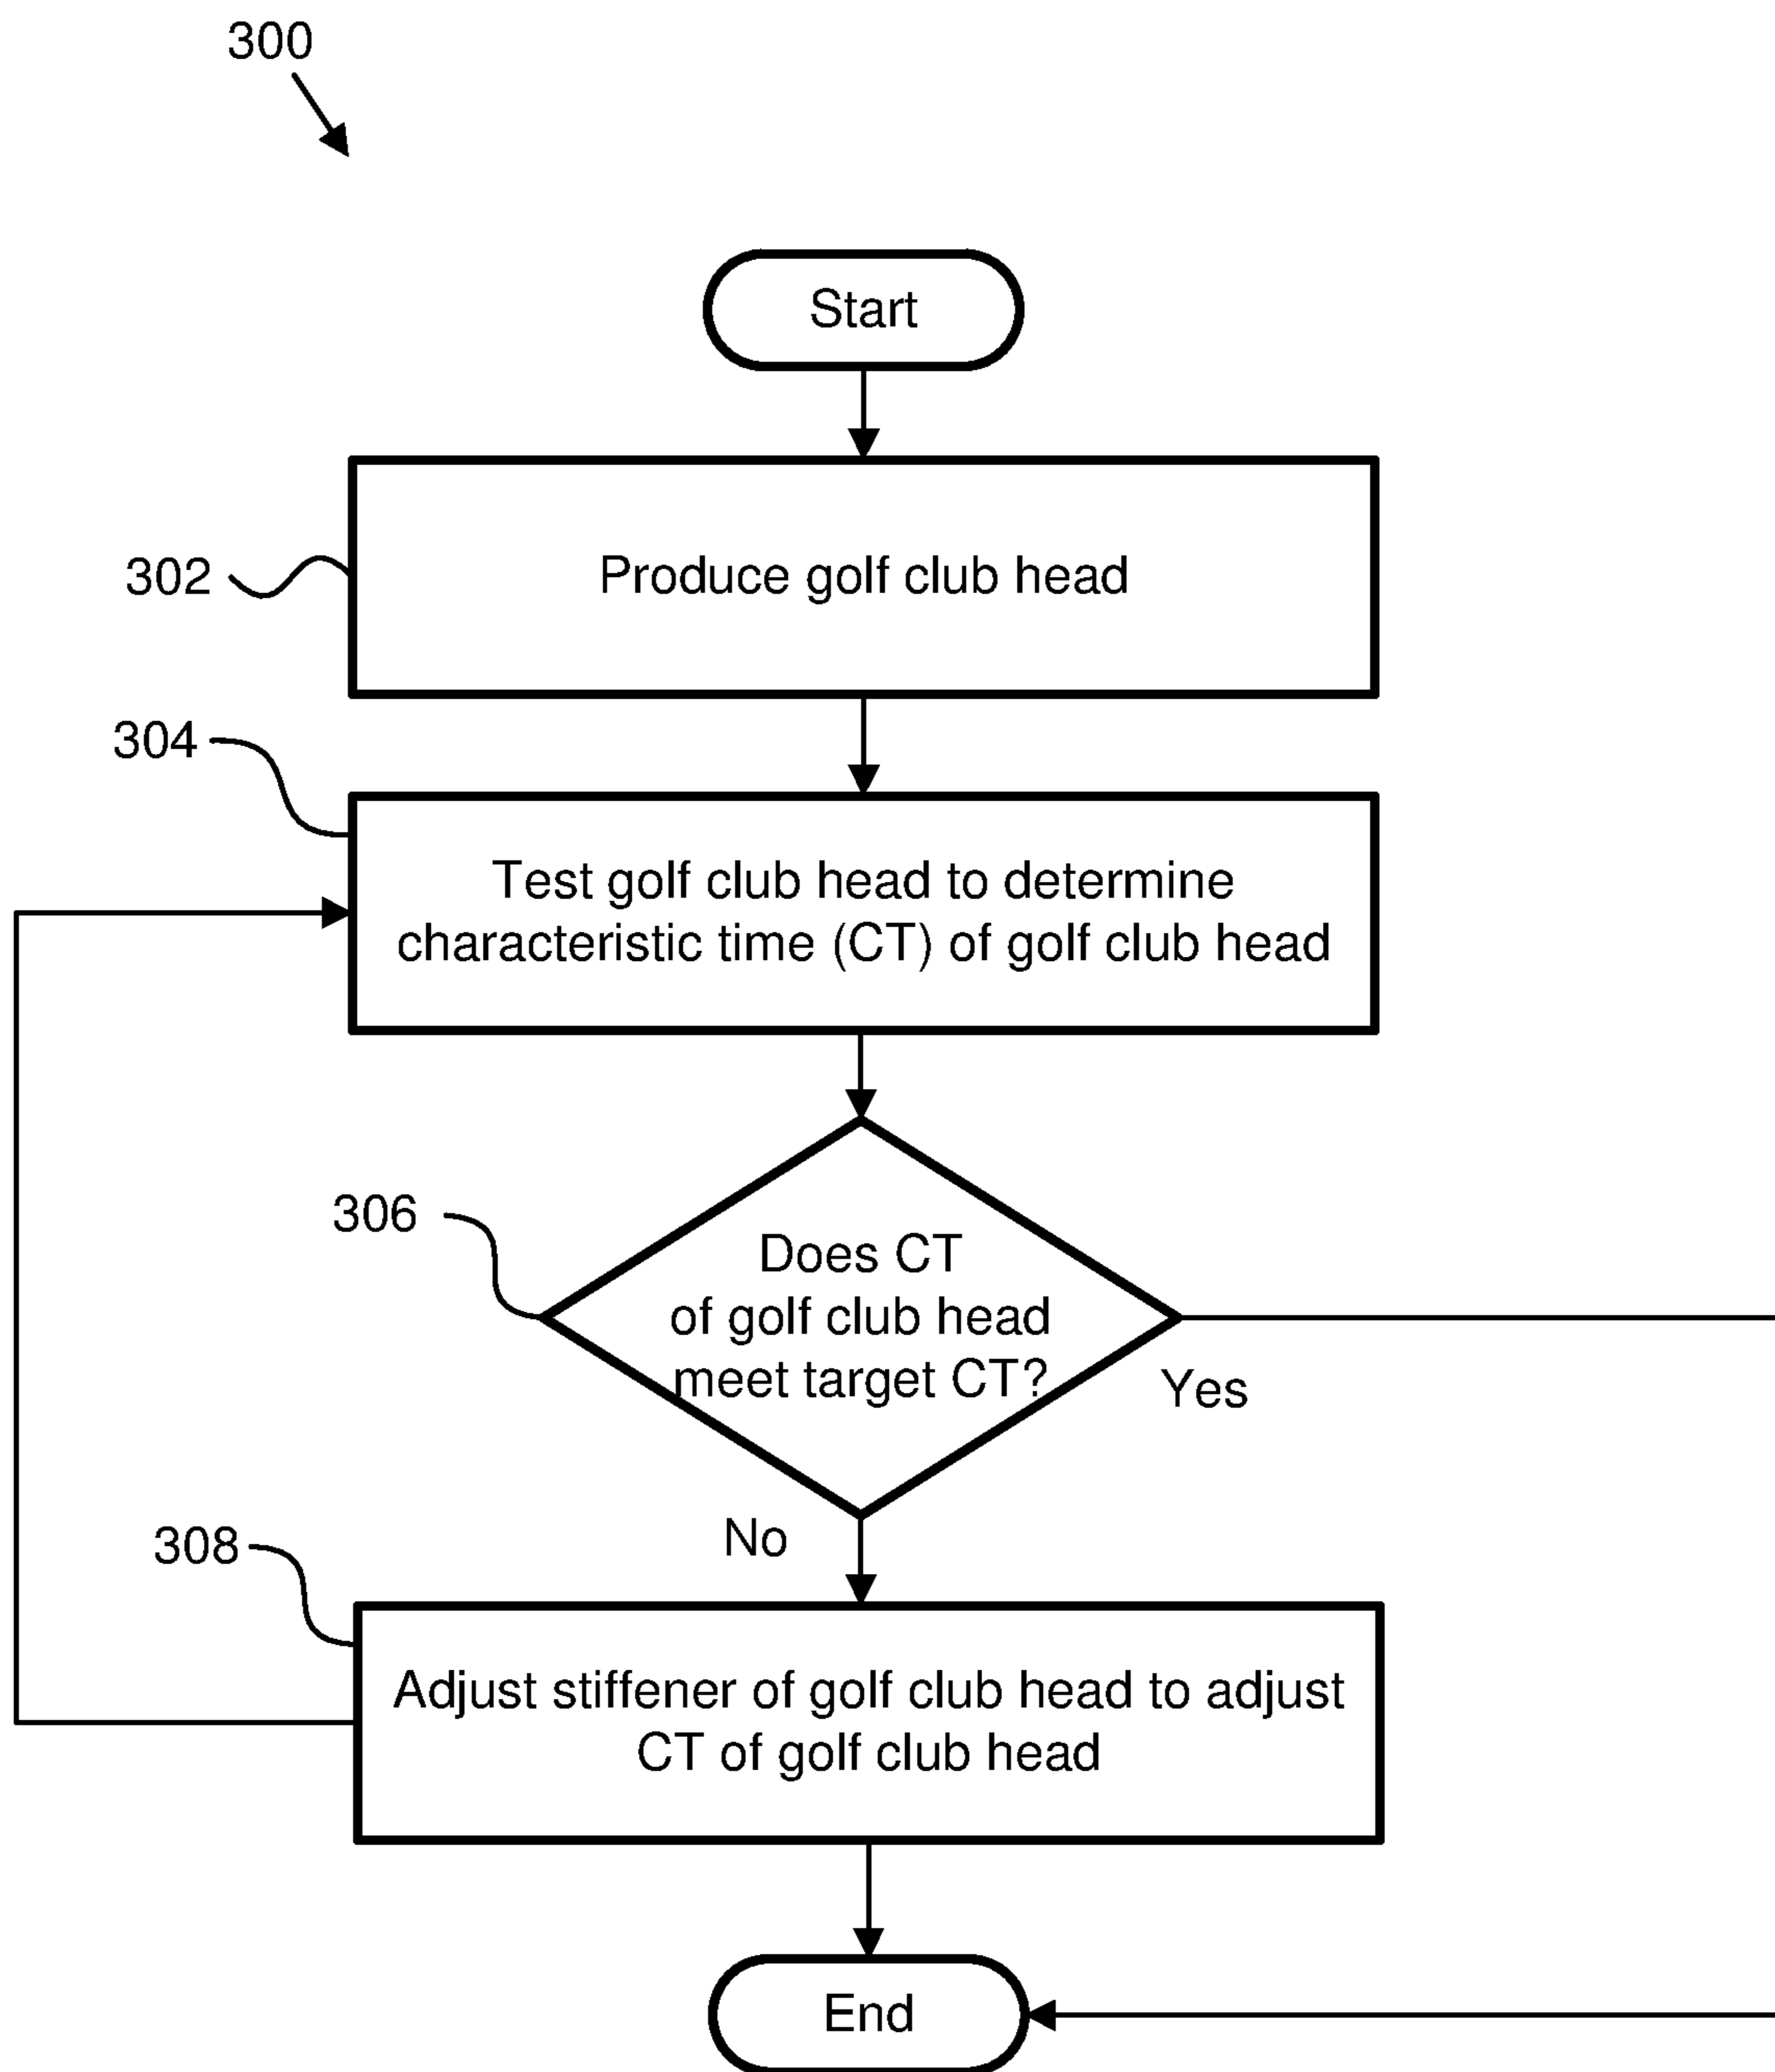 300
Start
302
Produce golf club head
304
Test golf club head to determine
characteristic time (CT) of golf club head
306
Does CT
of golf club head
meet target CT?
Yes
No
308
Adjust stiffener of golf club head to adjust
CT of golf club head
End